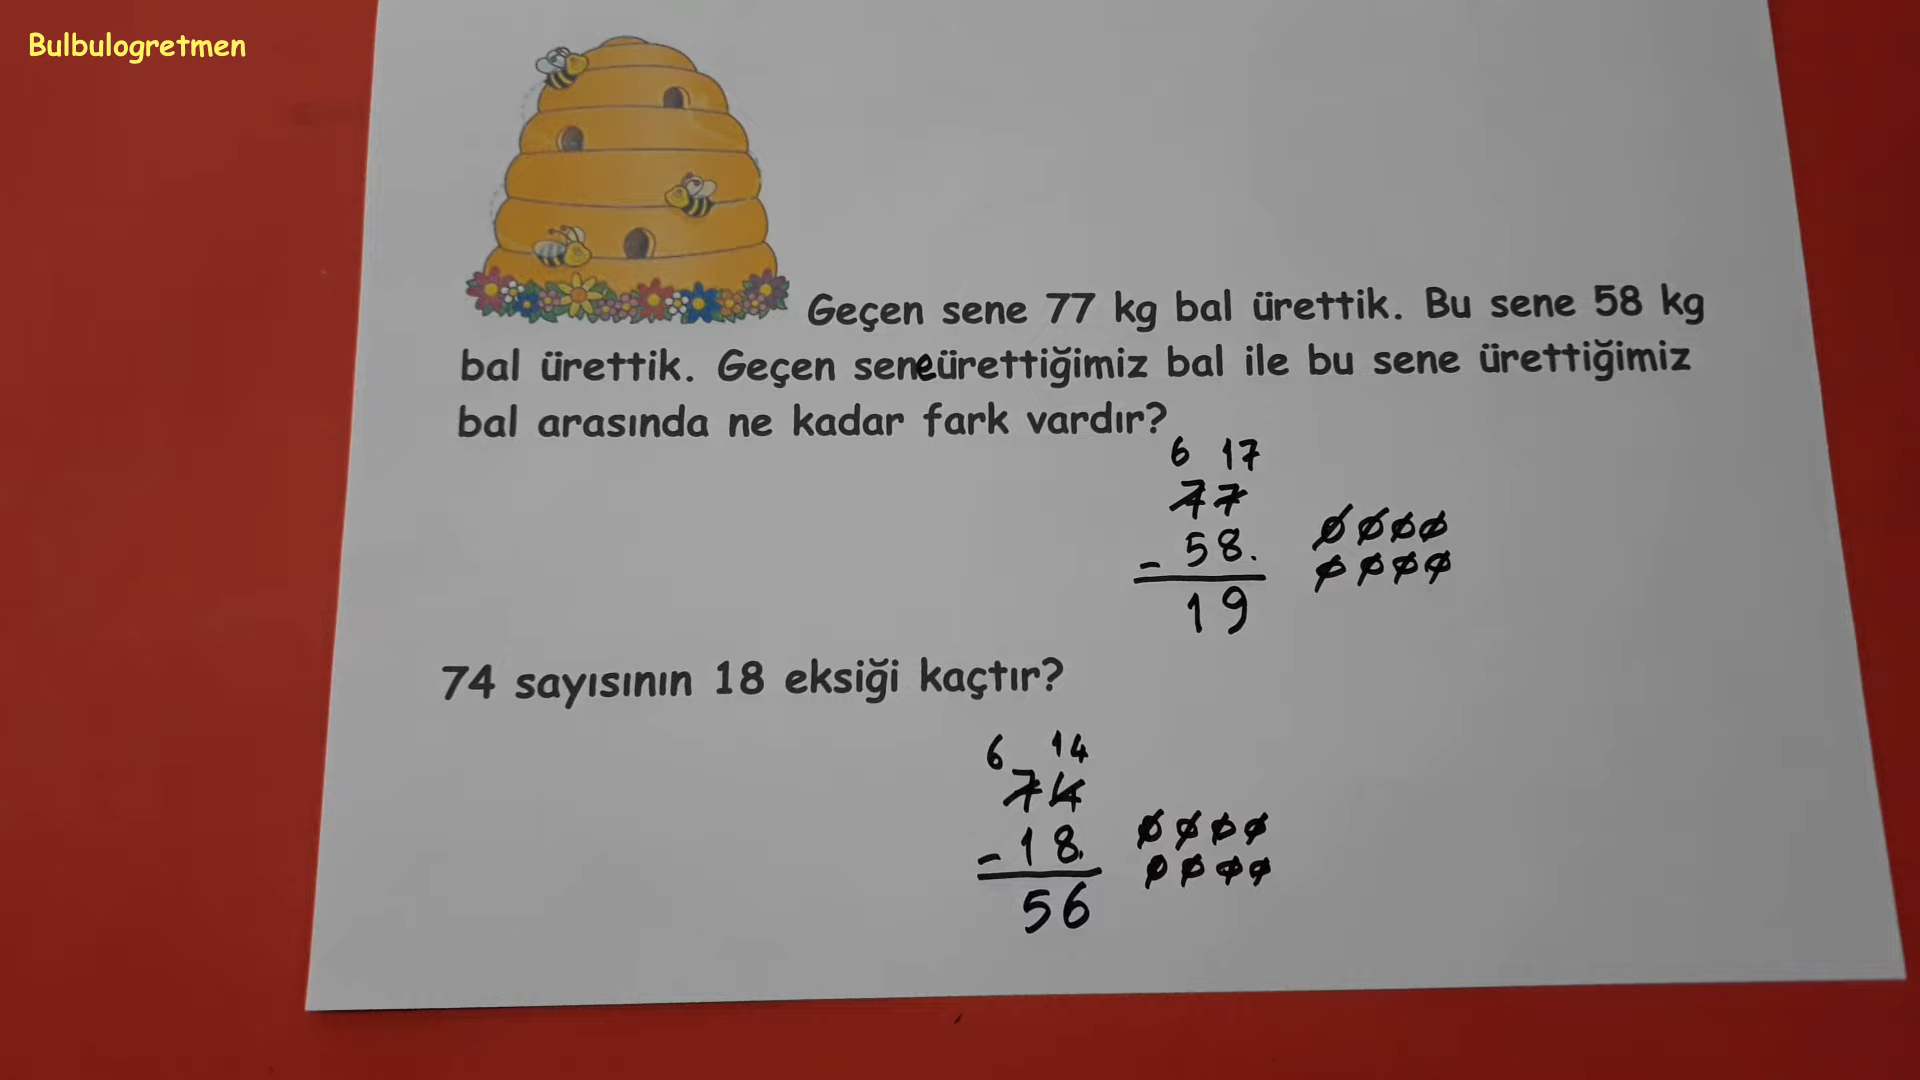 Bulbulogretmen
Geçen sene 77 kg bal ürettik. Bu sene 58 kg
bal ürettik. Geçen seneürettiğimiz bal ile bu sene ürettiğimiz
bal arasında ne kadar fark vardır?
6 17
77
- 58.
19
74 sayısının 18 eksiği kaçtır?
6 14
74
- 18.
56